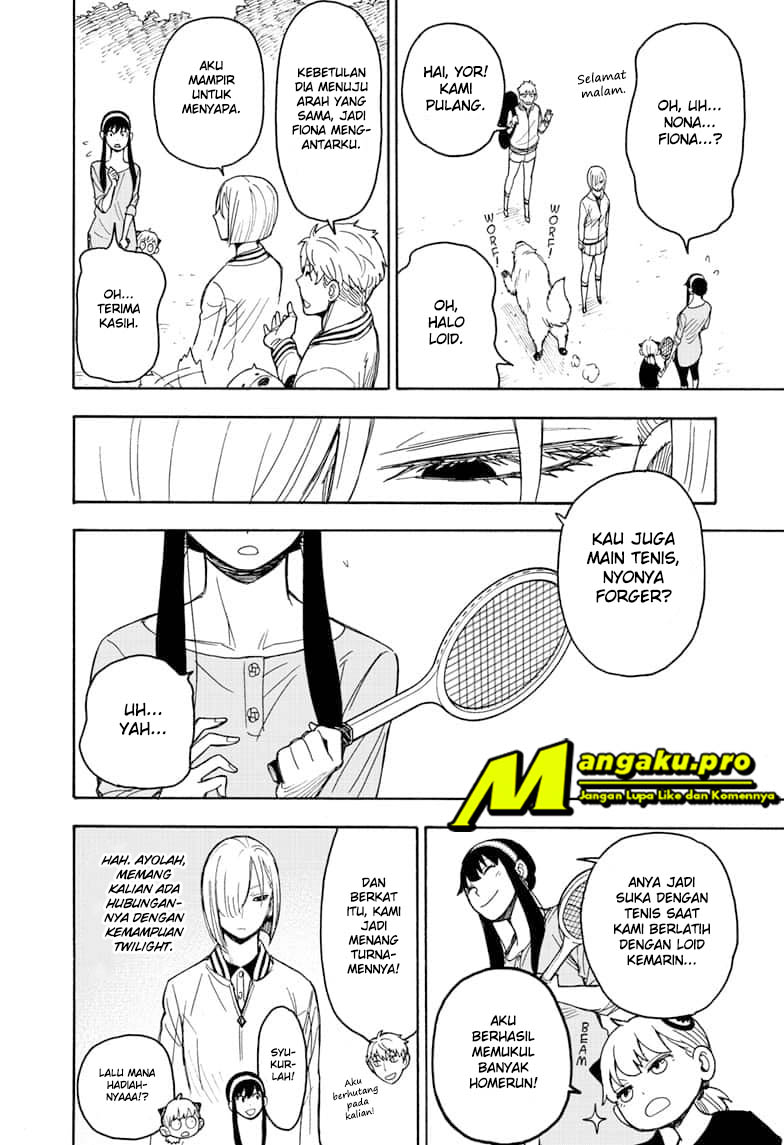 OH, UH...
NONA...
FIONA...?
Selamat
malam.
HAI, YOR!
KAMI
PULANG.
WORF!
WORF!
OH,
HALO
LOID.
KEBETULAN
DIA MENUJU
ARAH YANG
SAMA, JADI
FIONA MENG-
ANTARKU.
AKU
MAMPIR
UNTUK
MENYAPA.
OH...
TERIMA
KASIH.
KAU JUGA
MAIN TENIS,
NYONYA
FORGER?
UH...
YAH...
Mangaku.pro
Jangan Lupa Like dan Komennya
ANYA JADI
SUKA DENGAN
TENIS SAAT
KAMI BERLATIH
DENGAN LOID
KEMARIN...
AKU
BERHASIL
MEMUKUL
BANYAK
HOMERUN!
BEAM
DAN
BERKAT
ITU, KAMI
JADI
MENANG
TURNA-
MENNYA!
Aku
berhutang
pada
kalian!
HAH. AYOLAH,
MEMANG
KALIAN ADA
HUBUNGAN-
NYA DENGAN
KEMAMPUAN
TWILIGHT.
SYU-
KUR-
LAH!
LALU MANA
HADIAH-
NYAAA!?